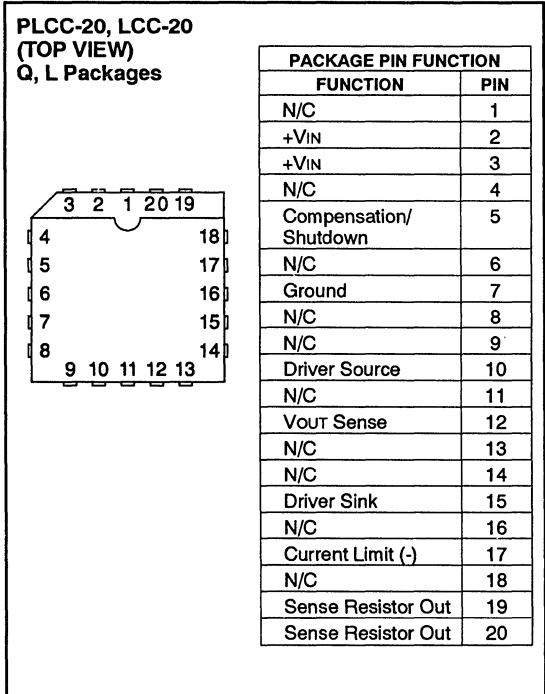 PLCC-20, LCC-20
(TOP VIEW)
Q, L Packages
3 2 1 20 19
4 18
5 17
6 16
7 15
8 14
9 10 11 12 13
PACKAGE PIN FUNCTION
FUNCTION PIN
N/C 1
+VIN 2
+VIN 3
N/C 4
Compensation/ 5
Shutdown
N/C 6
Ground 7
N/C 8
N/C 9
Driver Source 10
N/C 11
VOUT Sense 12
N/C 13
N/C 14
Driver Sink 15
N/C 16
Current Limit (-) 17
N/C 18
Sense Resistor Out 19
Sense Resistor Out 20